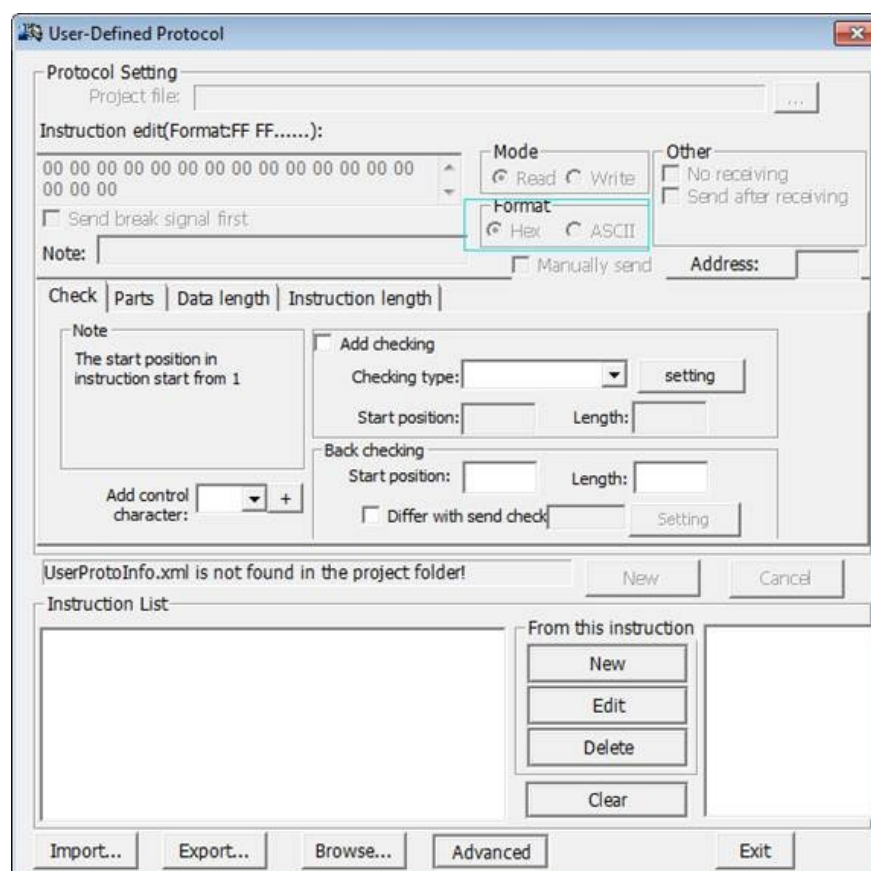 User-Defined Protocol
Protocol Setting
Project file:
...
Instruction edit(Format:FF FF......):
00 00 00 00 00 00 00 00 00 00 00 00 00 00
00 00 00
Mode
Read Write
Other
No receiving
Send after receiving
Send break signal first
Format
Hex ASCII
Note:
Manually send
Address:
Check Parts Data length Instruction length
Note
The start position in
instruction start from 1
Add checking
Checking type:
setting
Start position:
Length:
Back checking
Start position:
Length:
Add control
character:
+
Differ with send check
Setting
UserProtoInfo.xml is not found in the project folder!
New
Cancel
Instruction List
From this instruction
New
Edit
Delete
Clear
Import...
Export...
Browse...
Advanced
Exit